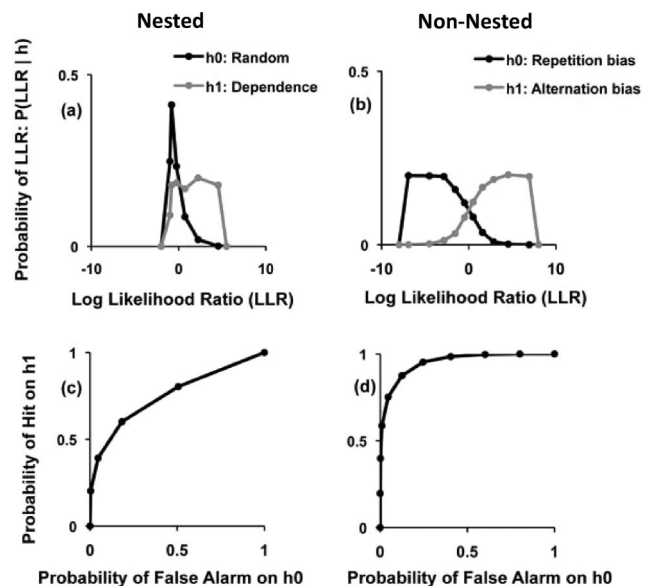 Nested
Non-Nested
h0: Random
h1: Dependence
h0: Repetition bias
h1: Alternation bias
Probability of LLR: P(LLR | h)
0.5
(a)
0
-10
0
10
Log Likelihood Ratio (LLR)
0.5
(b)
0
-10
0
10
Log Likelihood Ratio (LLR)
Probability of Hit on h1
1
(c)
0.5
0
0
0.5
1
Probability of False Alarm on h0
1
(d)
0.5
0
0
0.5
1
Probability of False Alarm on h0